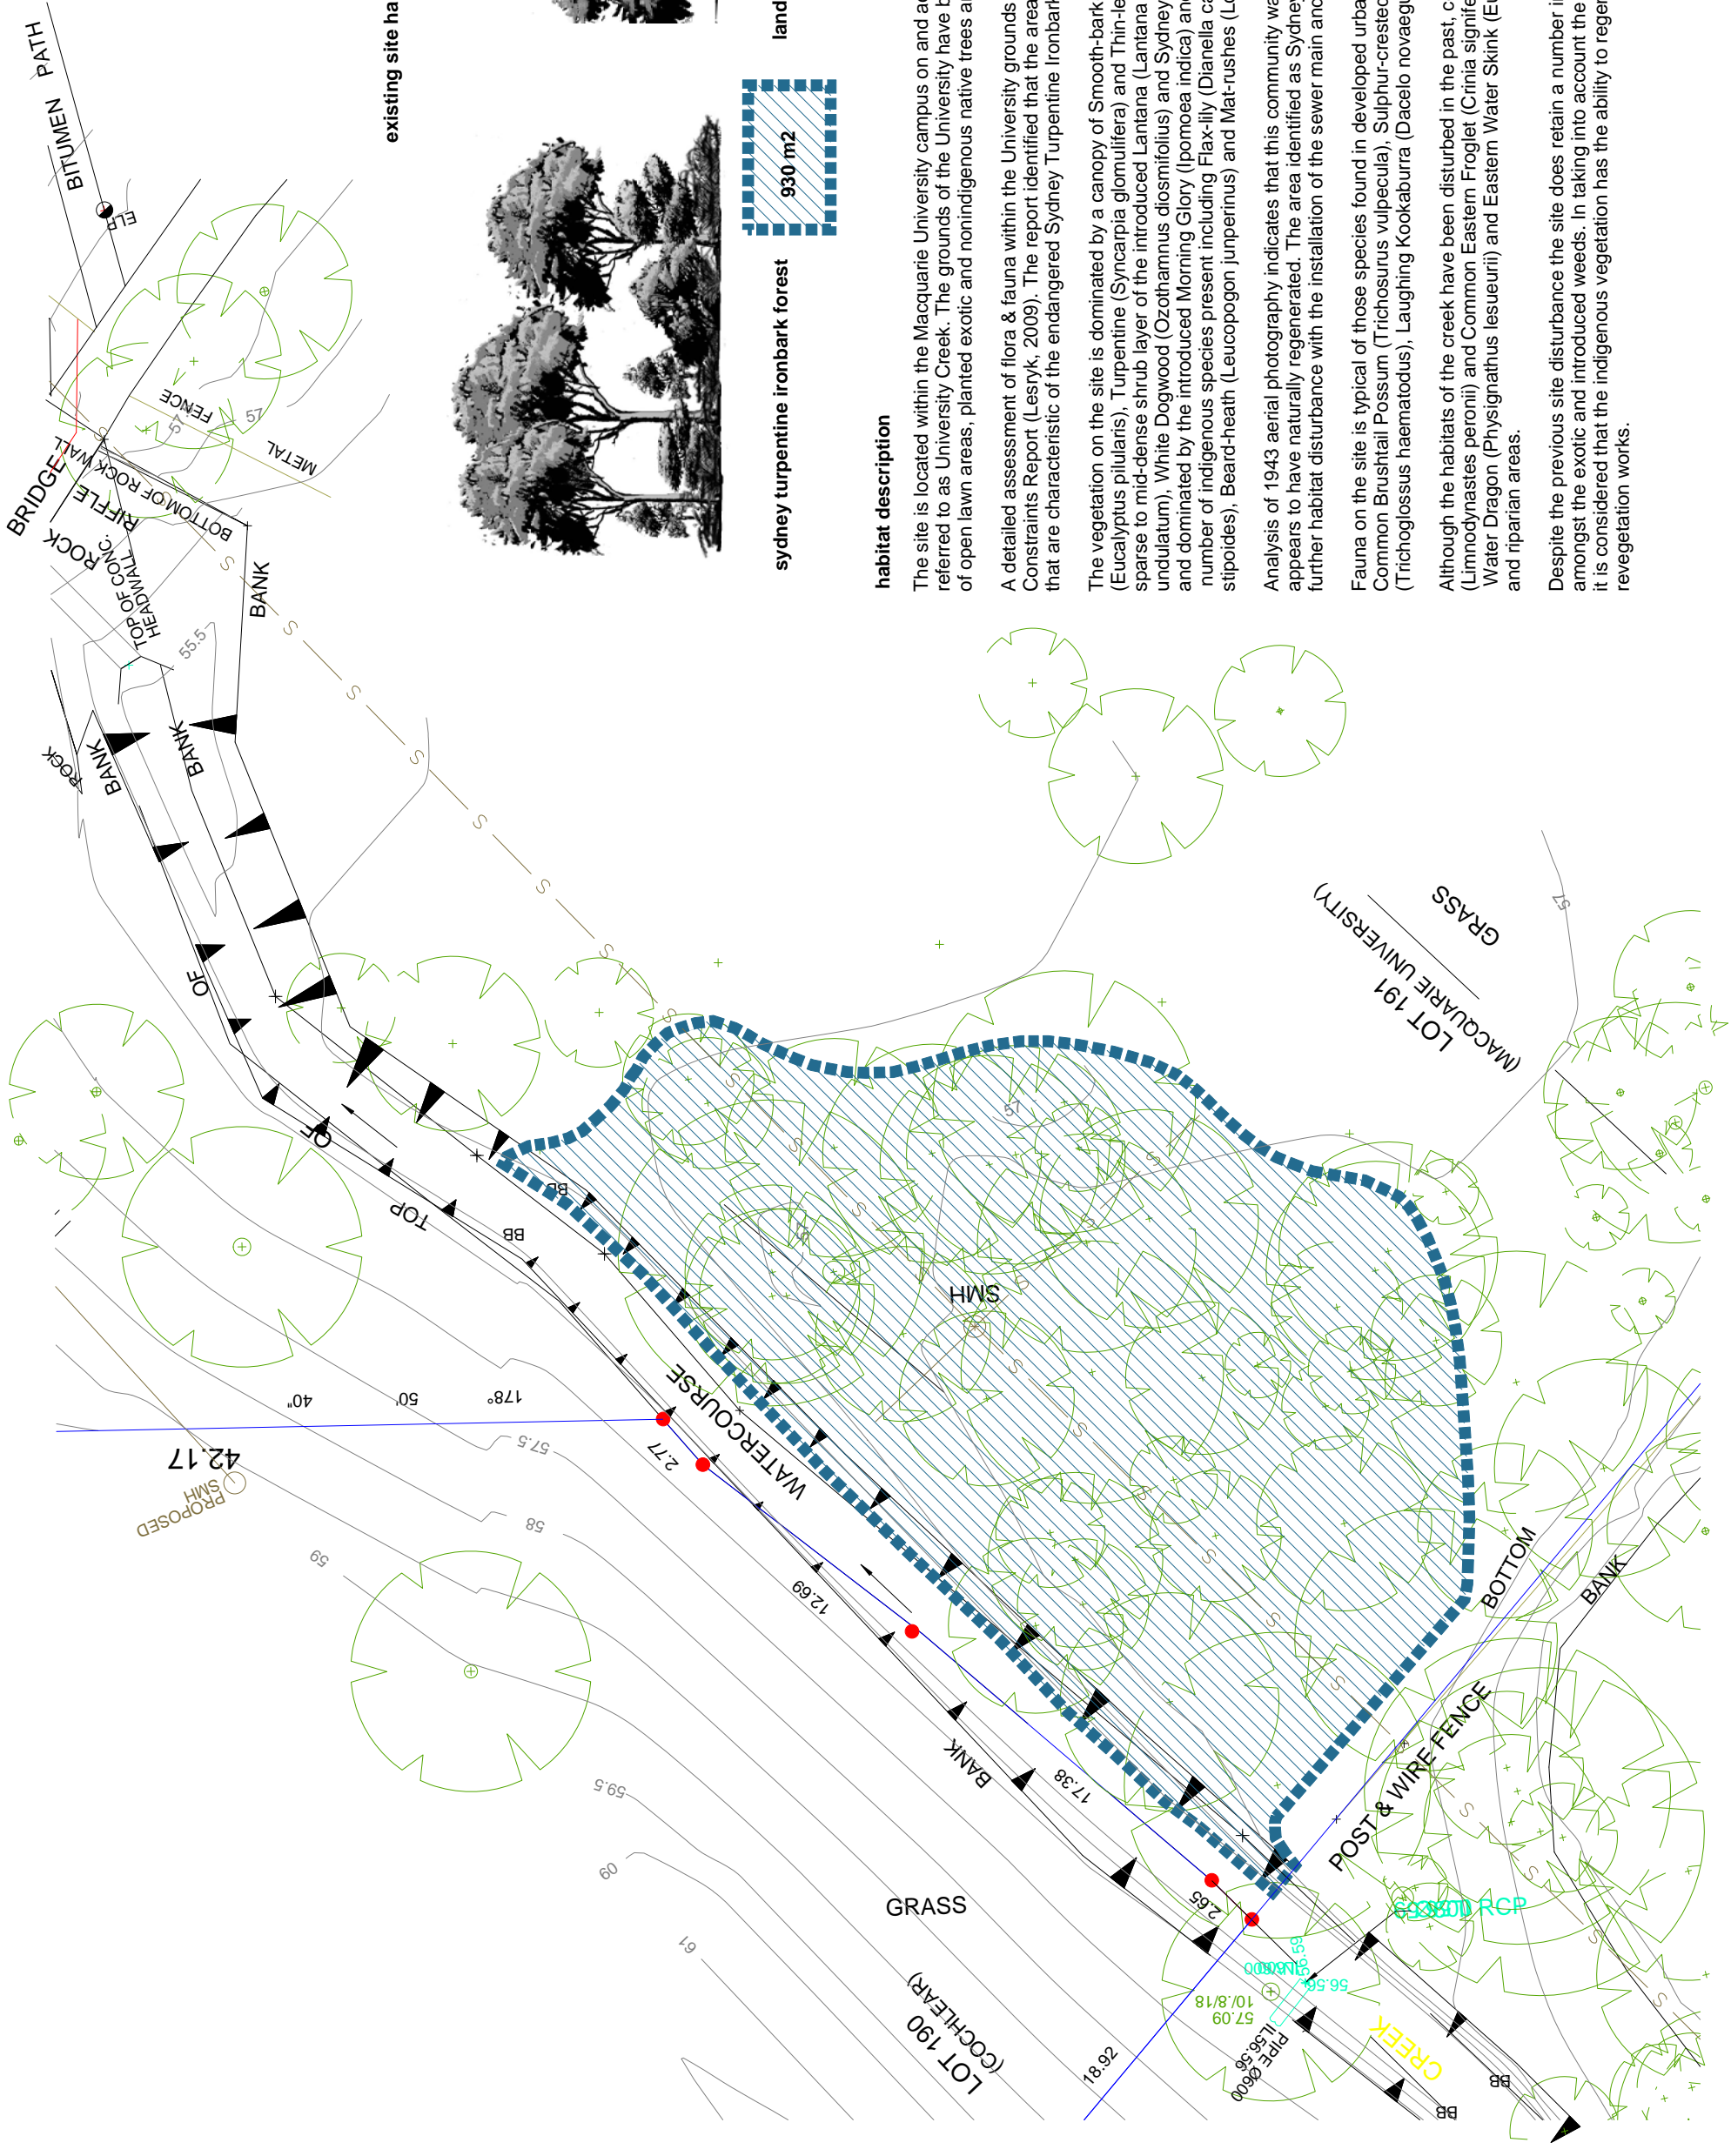 existing site ha
sydney turpentine ironbark forest
930 m2
land
habitat description
The site is located within the Macquarie University campus on and ad
referred to as University Creek. The grounds of the University have b
of open lawn areas, planted exotic and nonindigenous native trees a
A detailed assessment of flora & fauna within the University grounds
Constraints Report (Lesryk, 2009). The report identified that the area
that are characteristic of the endangered Sydney Turpentine Ironbark
The vegetation on the site is dominated by a canopy of Smooth-bark
(Eucalyptus pilularis), Turpentine (Syncarpia glomulifera) and Thin-le
sparse to mid-dense shrub layer of the introduced Lantana (Lantana
undulatum), White Dogwood (Ozothamnus diosmifolius) and Sydney
and dominated by the introduced Morning Glory (Ipomoea indica) and
number of indigenous species present including Flax-lily (Dianella ca
stipoides), Beard-heath (Leucopogon junperinus) and Mat-rushes (Lo
Analysis of 1943 aerial photography indicates that this community wa
appears to have naturally regenerated. The area identified as Sydney
further habitat disturbance with the installation of the sewer main and
Fauna on the site is typical of those species found in developed urba
Common Brushtail Possum (Trichosurus vulpecula), Sulphur-crested
(Trichoglossus haematodus), Laughing Kookaburra (Dacelo novaegu
Although the habitats of the creek have been disturbed in the past, c
(Limnodynastes peronii) and Common Eastern Froglet (Crinia signife
Water Dragon (Physignathus lesueurii) and Eastern Water Skink (Eu
and riparian areas.
Despite the previous site disturbance the site does retain a number i
amongst the exotic and introduced weeds. In taking into account the
it is considered that the indigenous vegetation has the ability to regen
revegetation works.
BITUMEN PATH
ELP
BRIDGE
ROCK RIFFLE
BOTTOM OF ROCK WALL
METAL FENCE
57
TOP OF CONC.
HEADWALL
55.5
BANK
BANK
BANK
ROCK
OF
OF
TOP
BB
BB
178° 50' 40"
42.17
PROPOSED
SMH
57.5
58
59
59.5
60
61
2.77
12.69
17.38
2.65
18.92
WATERCOURSE
BANK
GRASS
LOT 190
(COCHLEAR)
SMH
57
LOT 191
(MACQUARIE UNIVERSITY)
GRASS
57
BOTTOM
BANK
POST & WIRE FENCE
56.59
56.56
57.09
10/.8/18
PIPE Ø600
IL56.56
CREEK
BB
BB